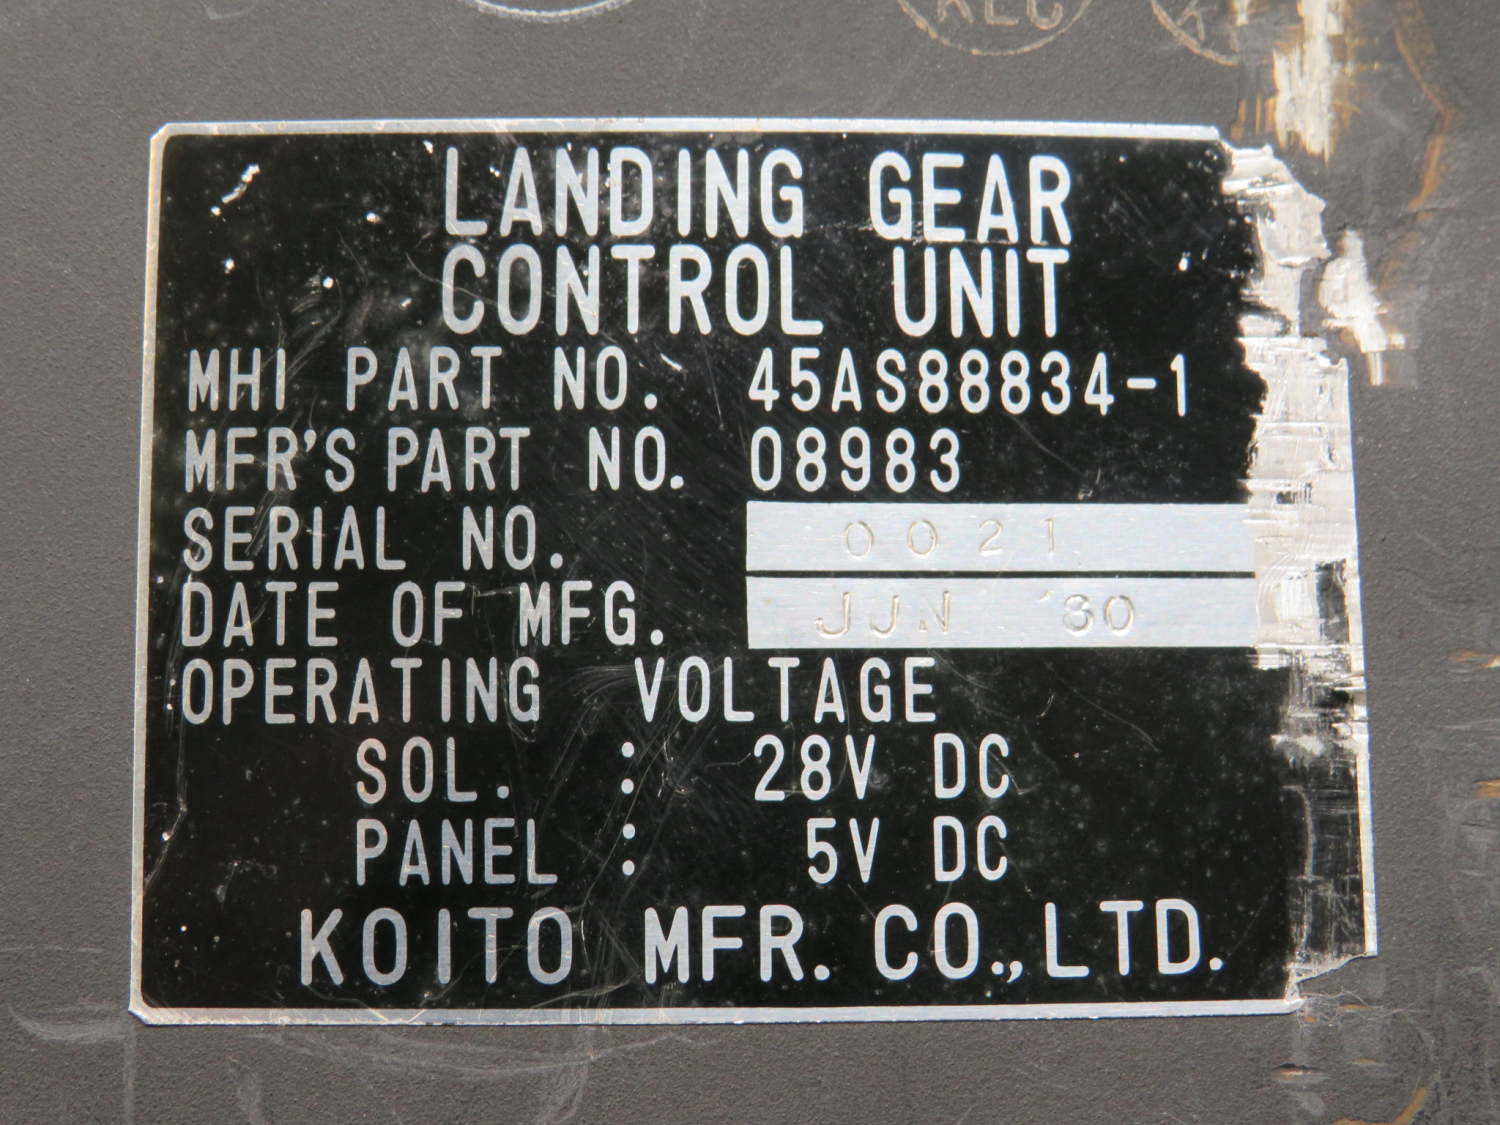 KLC
LANDING GEAR
CONTROL UNIT
MHI PART NO. 45AS88834-1
MFR'S PART NO. 08983
SERIAL NO. 0021
DATE OF MFG. JUN '80
OPERATING VOLTAGE
SOL. : 28V DC
PANEL : 5V DC
KOITO MFR. CO., LTD.